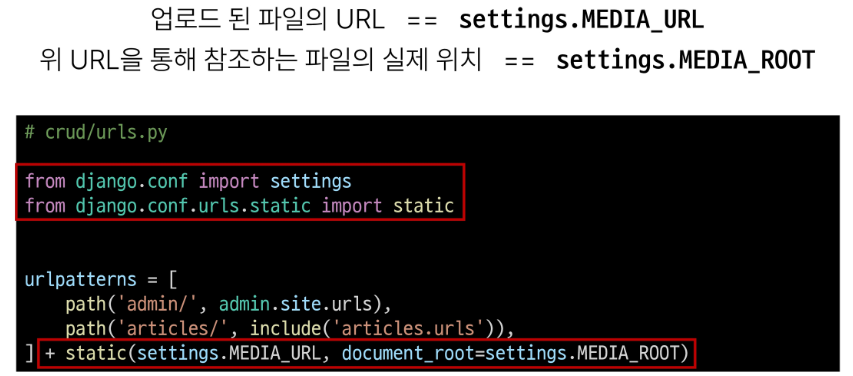 업로드 된 파일의 URL == settings.MEDIA_URL
위 URL을 통해 참조하는 파일의 실제 위치 == settings.MEDIA_ROOT
# crud/urls.py
from django.conf import settings
from django.conf.urls.static import static
urlpatterns = [
    path('admin/', admin.site.urls),
    path('articles/', include('articles.urls')),
] + static(settings.MEDIA_URL, document_root=settings.MEDIA_ROOT)